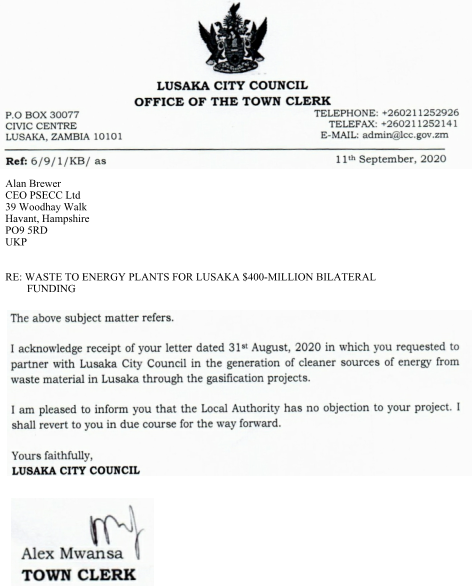 LUSAKA CITY COUNCIL
OFFICE OF THE TOWN CLERK
P.O BOX 30077
CIVIC CENTRE
LUSAKA, ZAMBIA 10101
TELEPHONE: +260211252926
TELEFAX: +260211252141
E-MAIL: admin@lcc.gov.zm
Ref: 6/9/1/KB/ as
11th September, 2020
Alan Brewer
CEO PSECC Ltd
39 Woodhay Walk
Havant, Hampshire
PO9 5RD
UKP
RE: WASTE TO ENERGY PLANTS FOR LUSAKA $400-MILLION BILATERAL
FUNDING
The above subject matter refers.
I acknowledge receipt of your letter dated 31st August, 2020 in which you requested to
partner with Lusaka City Council in the generation of cleaner sources of energy from
waste material in Lusaka through the gasification projects.
I am pleased to inform you that the Local Authority has no objection to your project. I
shall revert to you in due course for the way forward.
Yours faithfully,
LUSAKA CITY COUNCIL
Alex Mwansa
TOWN CLERK